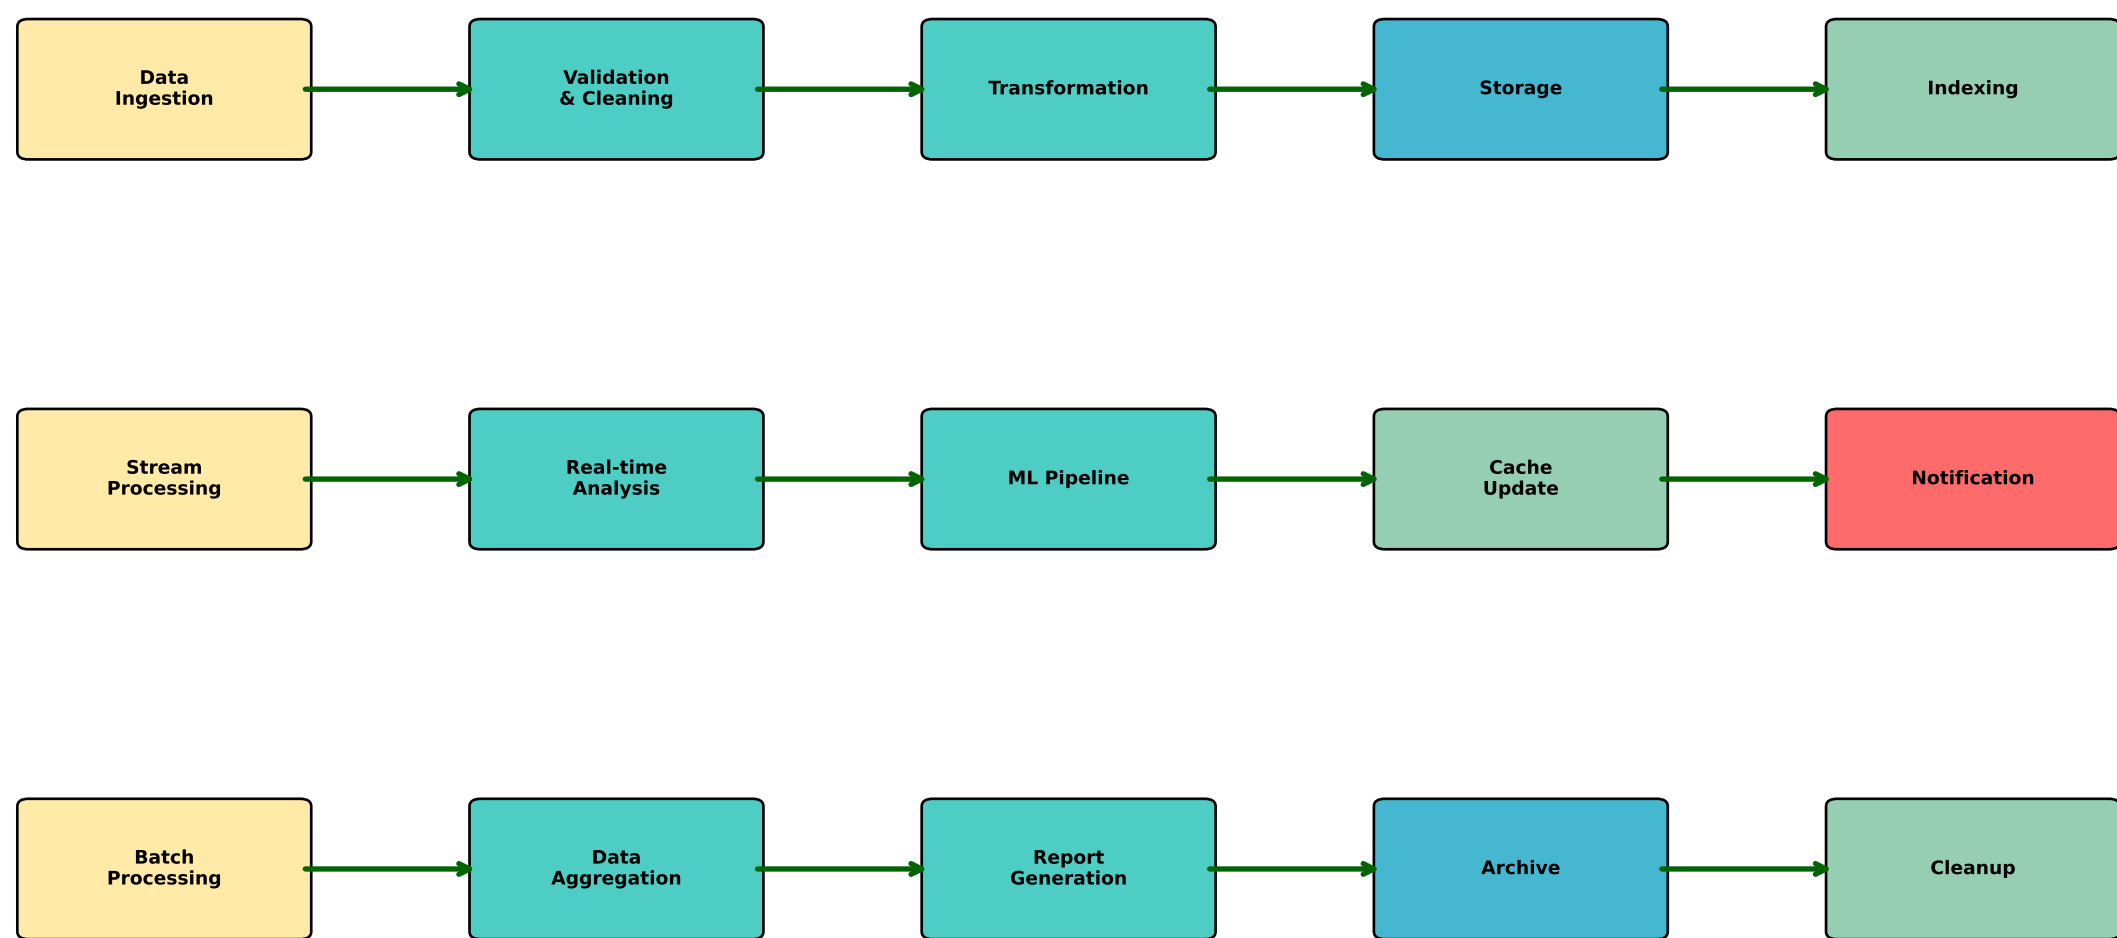 Data
Ingestion
Validation
& Cleaning
Transformation
Storage
Indexing
Stream
Processing
Real-time
Analysis
ML Pipeline
Cache
Update
Notification
Batch
Processing
Data
Aggregation
Report
Generation
Archive
Cleanup